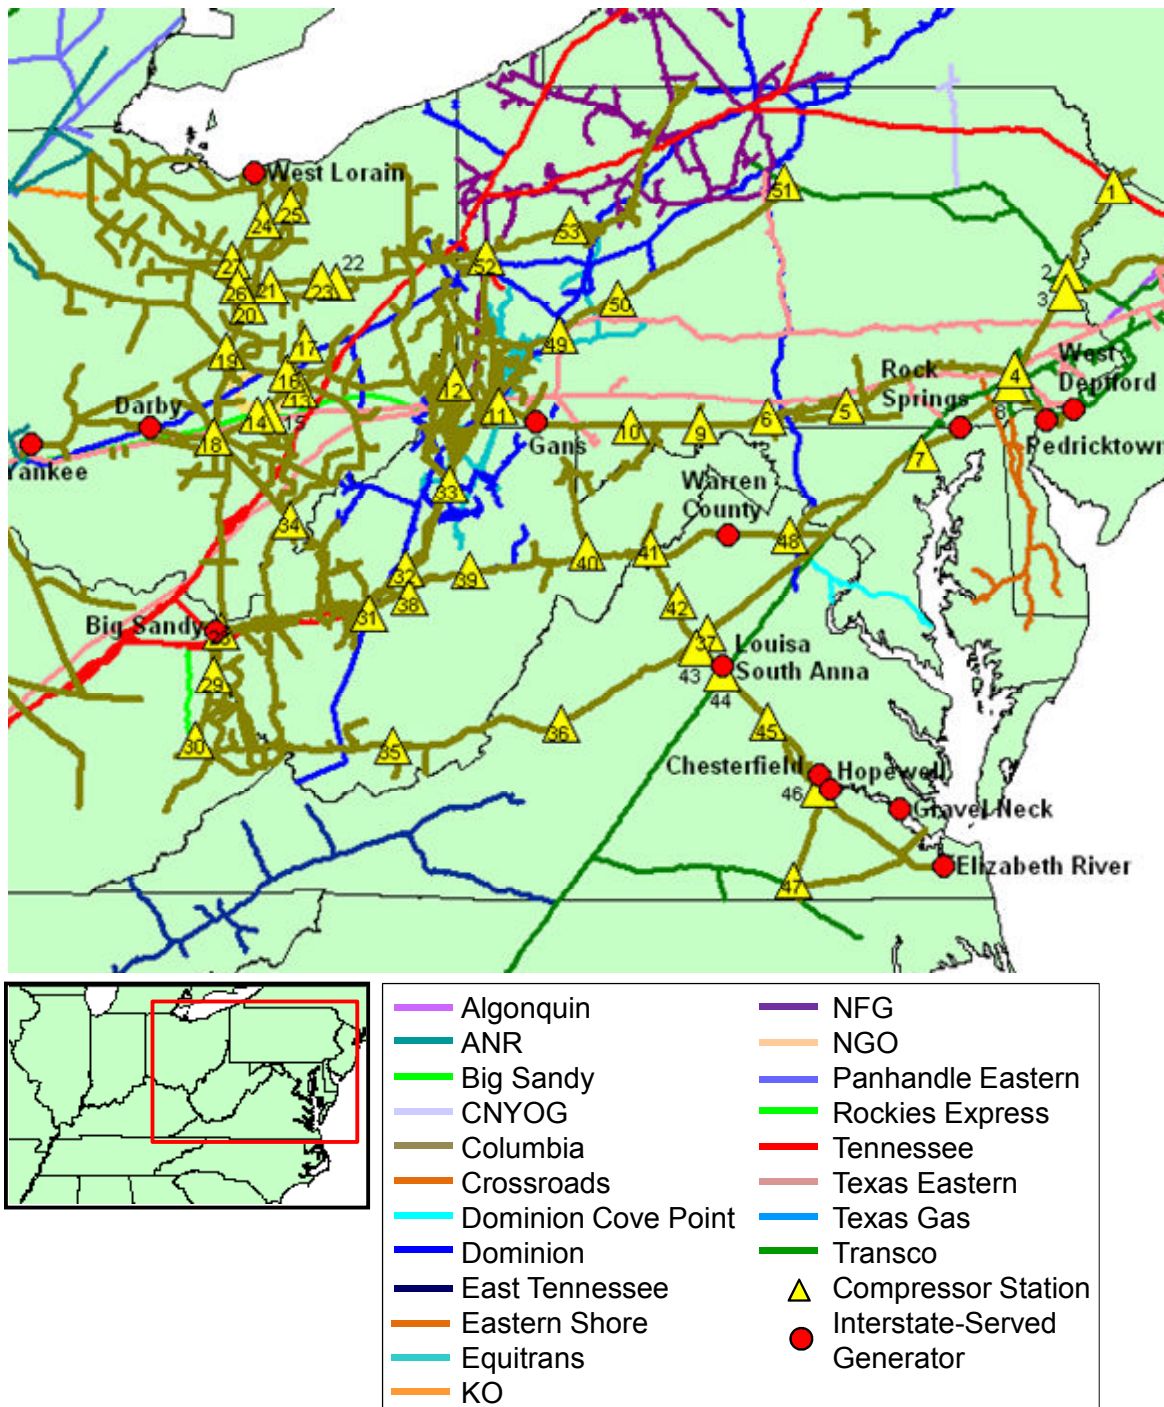 West Lorain
25
24
51
1
53
27
52
22
2
26
21
23
3
20
50
49
17
19
West
Rock
Deptford
16
4
12
Springs
13
Darby
11
5
8
14
15
6
18
10
9
Gans
Pedricktown
Yankee
7
Warren
33
County
34
48
41
40
32
39
38
42
31
Big Sandy
37
Louisa
43
South Anna
29
44
45
36
30
35
Chesterfield
Hopewell
46
Gravel Neck
Elizabeth River
47
Algonquin
ANR
Big Sandy
CNYOG
Columbia
Crossroads
Dominion Cove Point
Dominion
East Tennessee
Eastern Shore
Equitrans
KO
NFG
NGO
Panhandle Eastern
Rockies Express
Tennessee
Texas Eastern
Texas Gas
Transco
Compressor Station
Interstate-Served
Generator